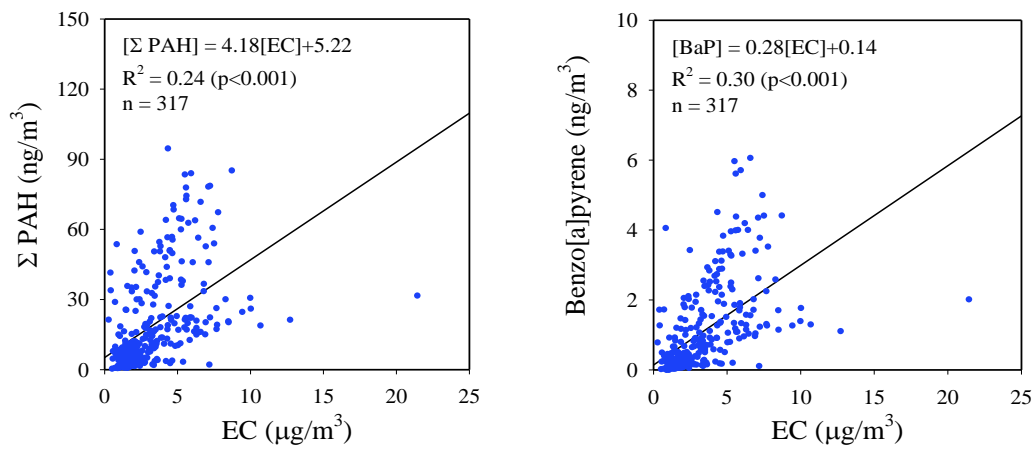 150
120
90
60
30
0
Σ PAH (ng/m³)
[Σ PAH] = 4.18[EC]+5.22
R² = 0.24 (p<0.001)
n = 317
0 5 10 15 20 25
EC (μg/m³)
10
8
6
4
2
0
Benzo[a]pyrene (ng/m³)
[BaP] = 0.28[EC]+0.14
R² = 0.30 (p<0.001)
n = 317
0 5 10 15 20 25
EC (μg/m³)